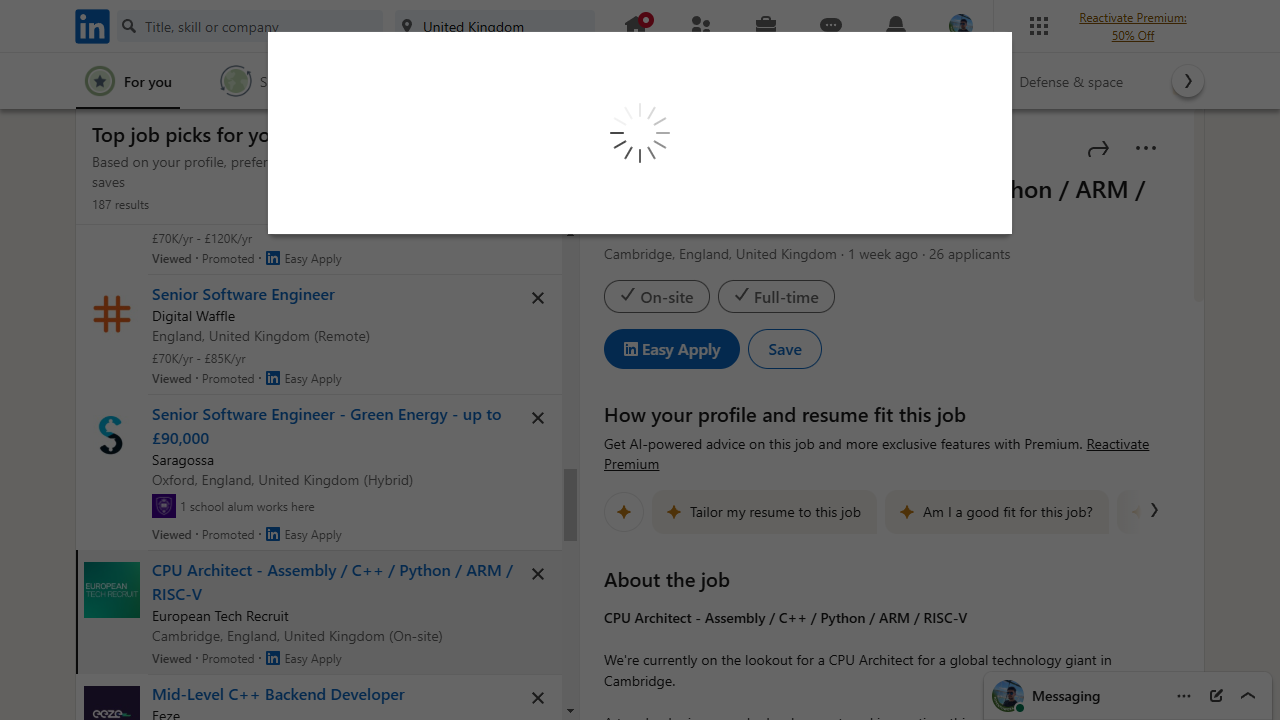 Title, skill or company
United Kingdom
Reactivate Premium:
50% Off
For you
S
Defense & space
Top job picks for yo
Based on your profile, prefer
saves
187 results
£70K/yr - £120K/yr
Viewed · Promoted · Easy Apply
Senior Software Engineer
Digital Waffle
England, United Kingdom (Remote)
£70K/yr - £85K/yr
Viewed · Promoted · Easy Apply
Senior Software Engineer - Green Energy - up to
£90,000
Saragossa
Oxford, England, United Kingdom (Hybrid)
1 school alum works here
Viewed · Promoted · Easy Apply
EUROPEAN
TECH RECRUIT
CPU Architect - Assembly / C++ / Python / ARM /
RISC-V
European Tech Recruit
Cambridge, England, United Kingdom (On-site)
Viewed · Promoted · Easy Apply
eeze
Mid-Level C++ Backend Developer
Eeze
hon / ARM /
Cambridge, England, United Kingdom · 1 week ago · 26 applicants
On-site
Full-time
Easy Apply
Save
How your profile and resume fit this job
Get AI-powered advice on this job and more exclusive features with Premium. Reactivate
Premium
Tailor my resume to this job
Am I a good fit for this job?
About the job
CPU Architect - Assembly / C++ / Python / ARM / RISC-V
We're currently on the lookout for a CPU Architect for a global technology giant in
Cambridge.
Messaging